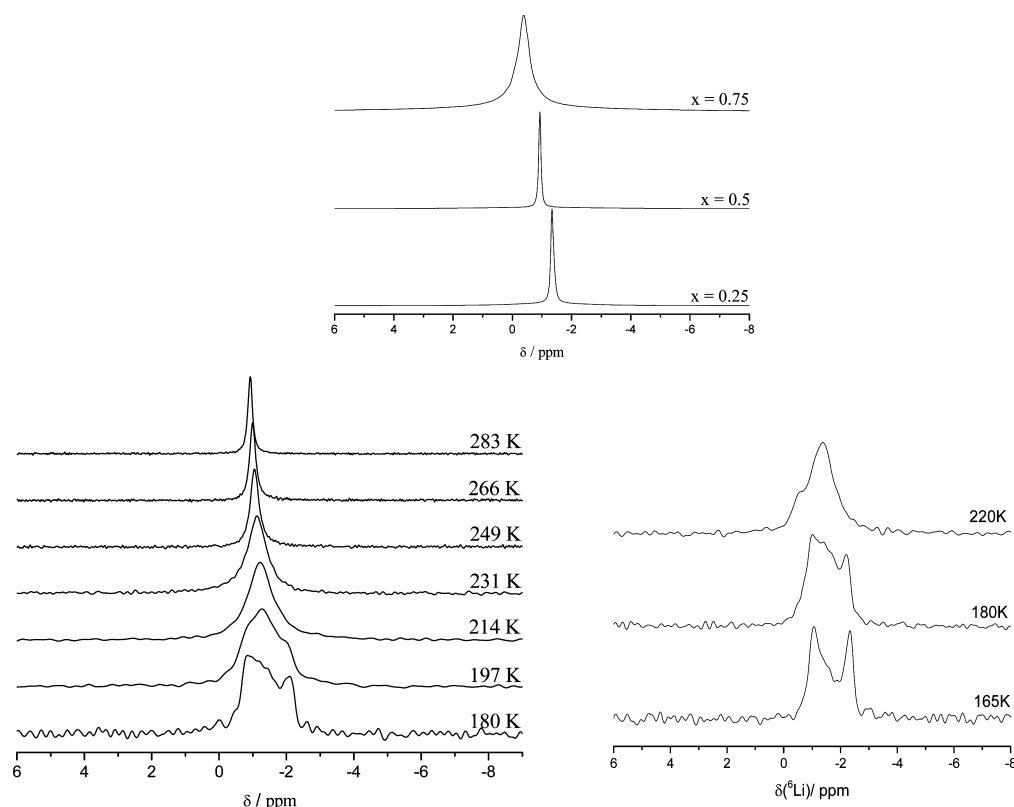 x = 0.75
x = 0.5
x = 0.25
6 4 2 0 -2 -4 -6 -8
δ / ppm
283 K
266 K
249 K
231 K
214 K
197 K
180 K
6 4 2 0 -2 -4 -6 -8
δ / ppm
220K
180K
165K
6 4 2 0 -2 -4 -6 -8
δ(⁶Li)/ ppm